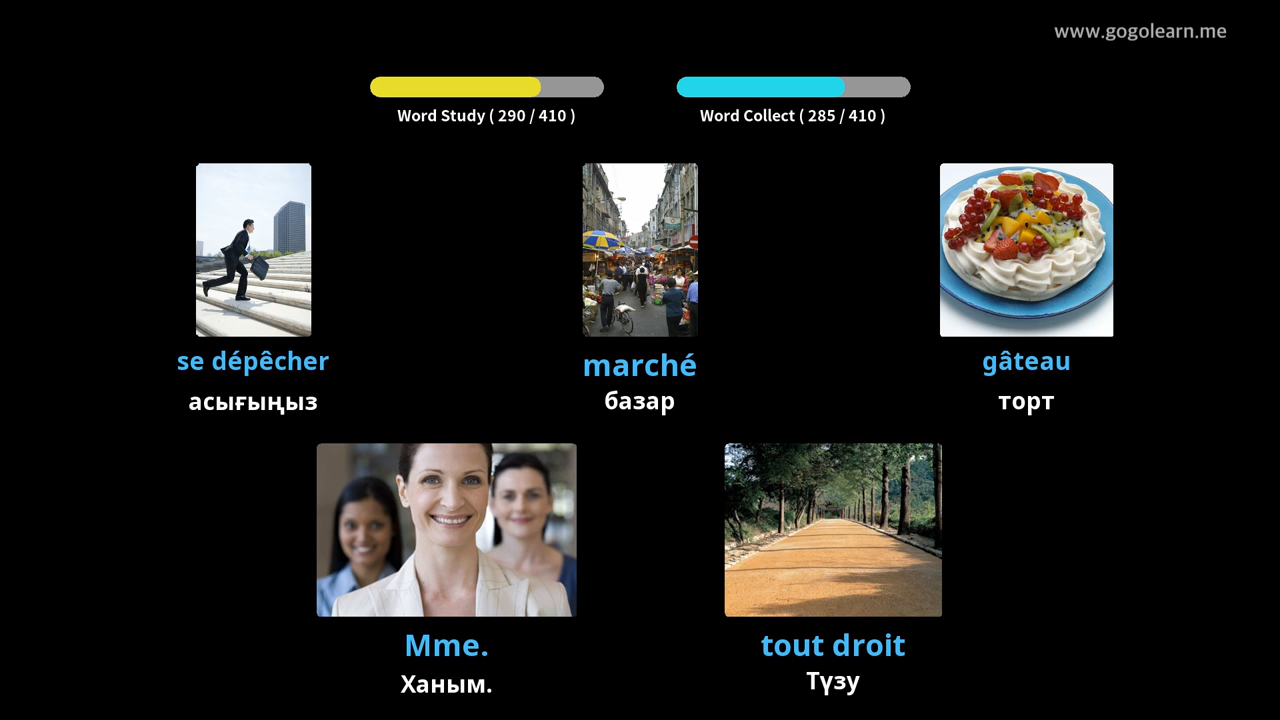 www.gogolearn.me
Word Study ( 290 / 410 )
Word Collect ( 285 / 410 )
se dépêcher
асығыңыз
marché
базар
gâteau
торт
Mme.
Ханым.
tout droit
Түзу